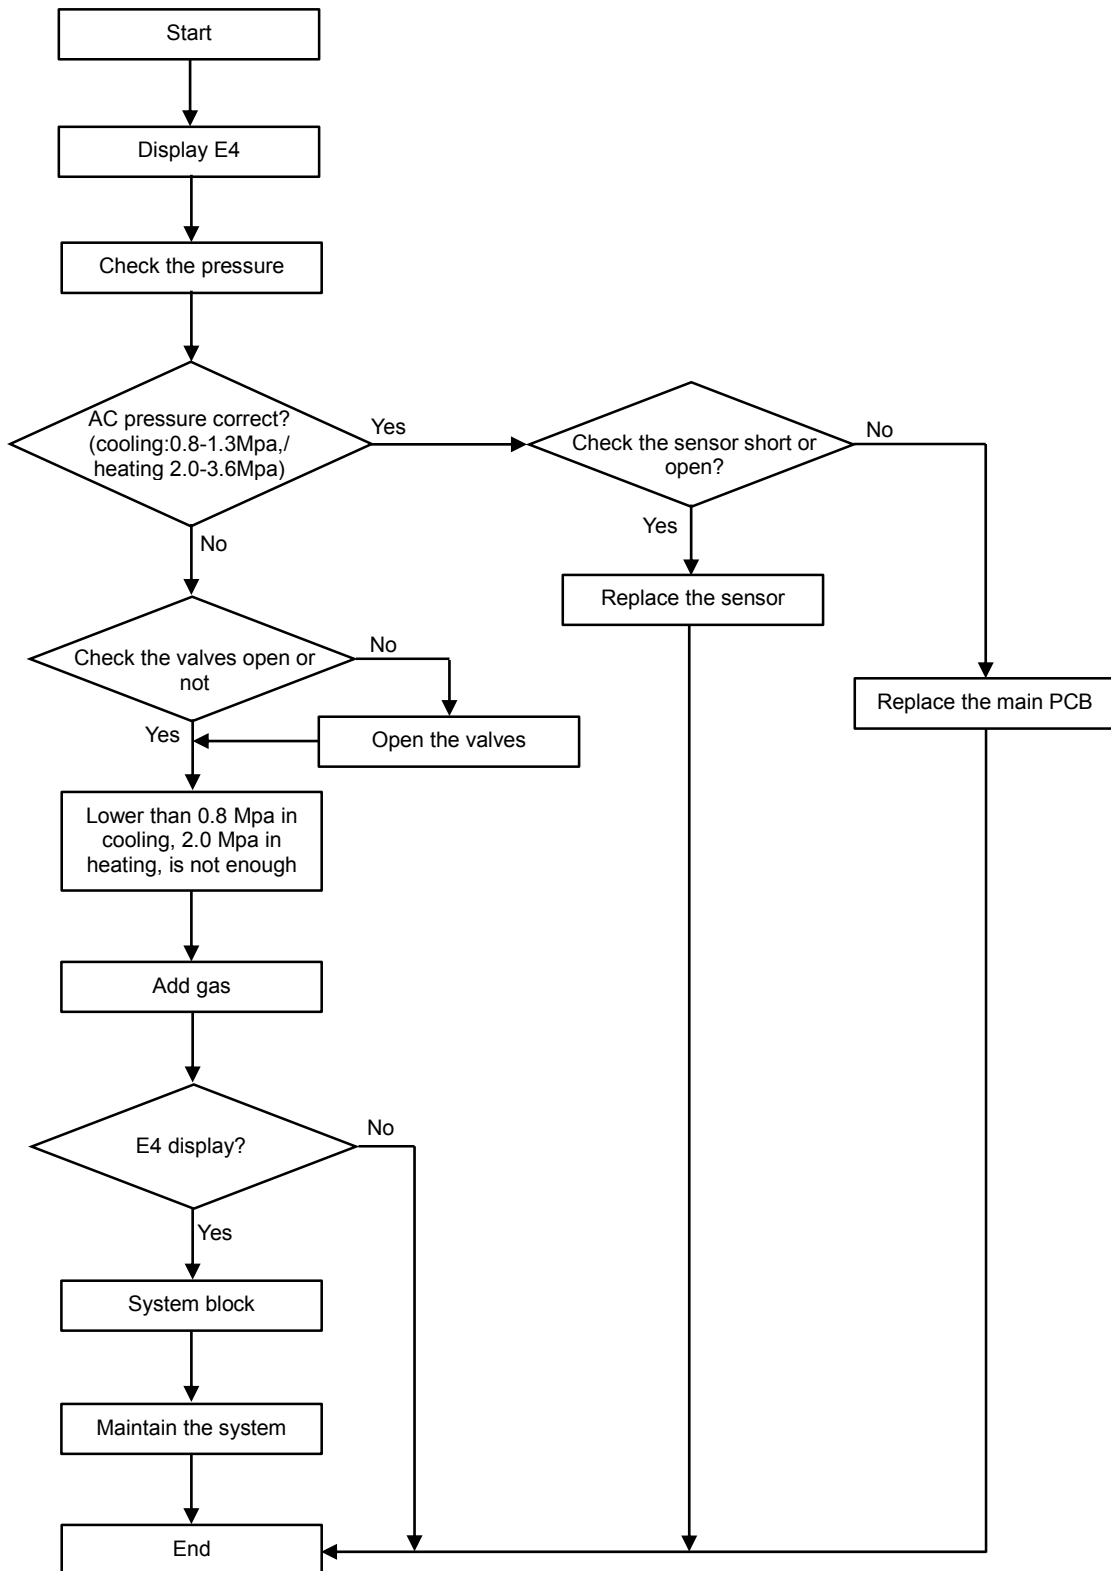 Start
Display E4
Check the pressure
AC pressure correct?
(cooling:0.8-1.3Mpa,/
heating 2.0-3.6Mpa)
Yes
No
Check the sensor short or
open?
No
Yes
Replace the sensor
Replace the main PCB
Check the valves open or
not
No
Yes
Open the valves
Lower than 0.8 Mpa in
cooling, 2.0 Mpa in
heating, is not enough
Add gas
E4 display?
No
Yes
System block
Maintain the system
End